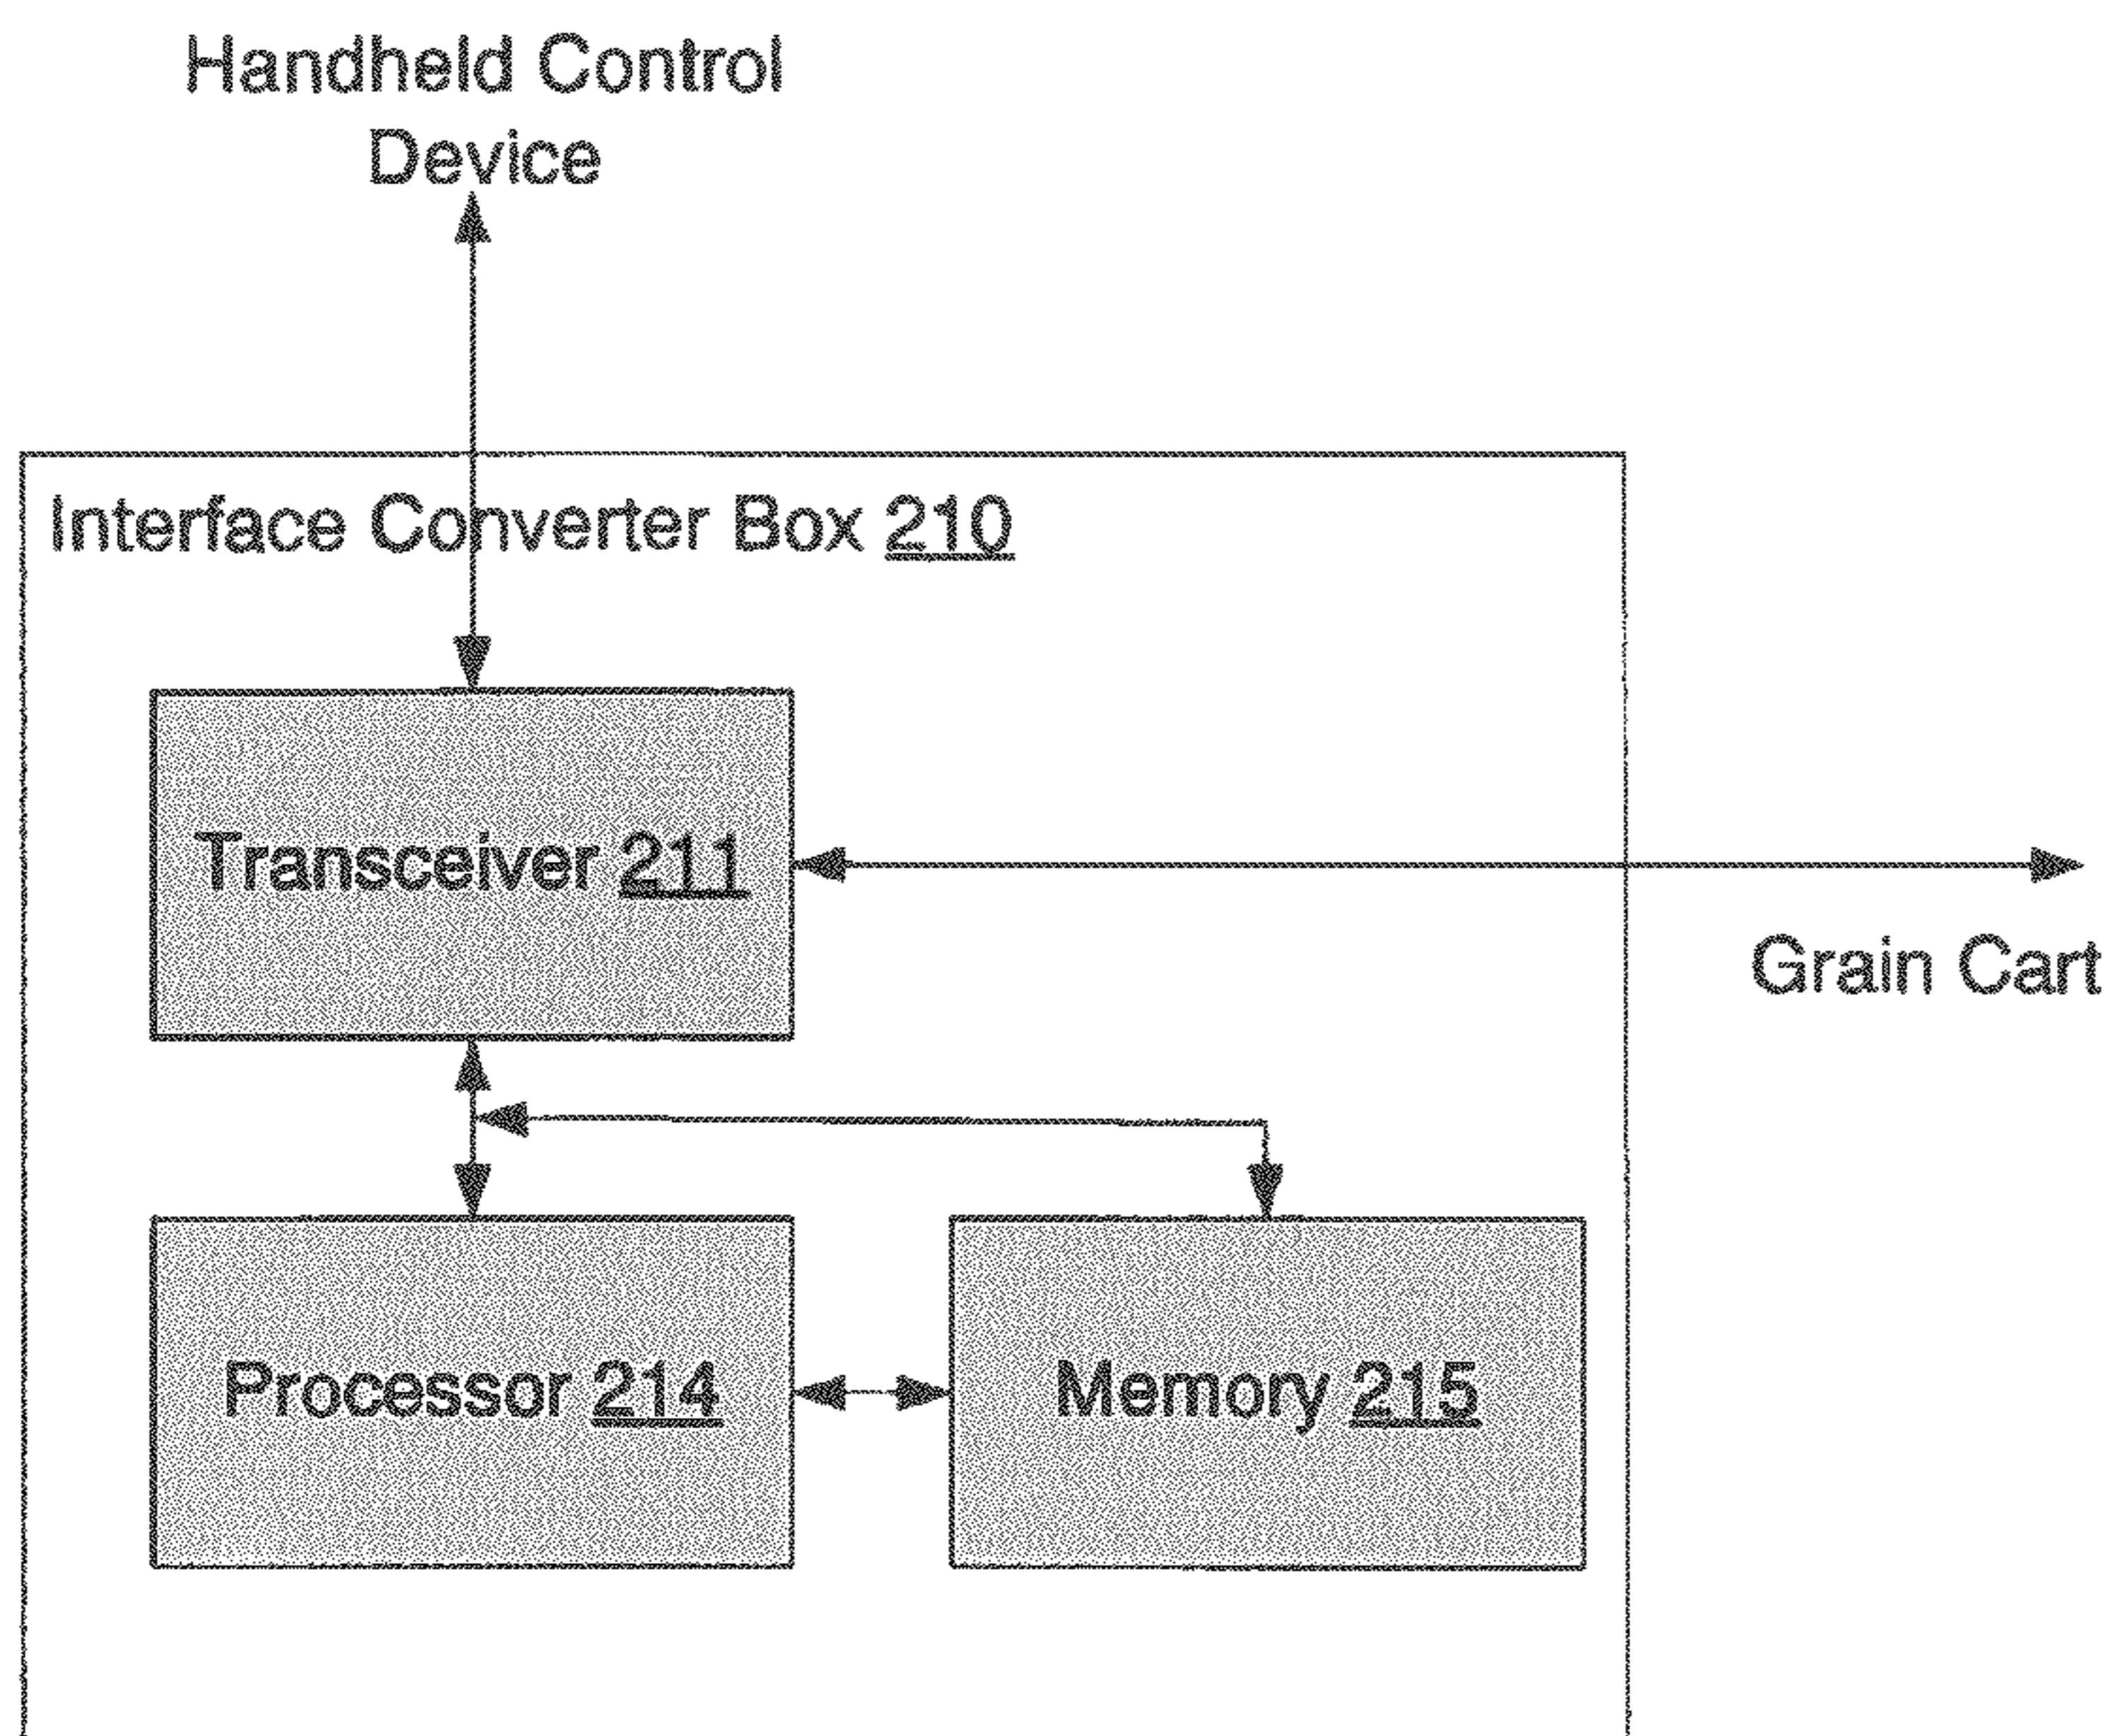 Handheld Control
Device
Interface Converter Box 210
Transceiver 211
Grain Cart
Processor 214
Memory 215